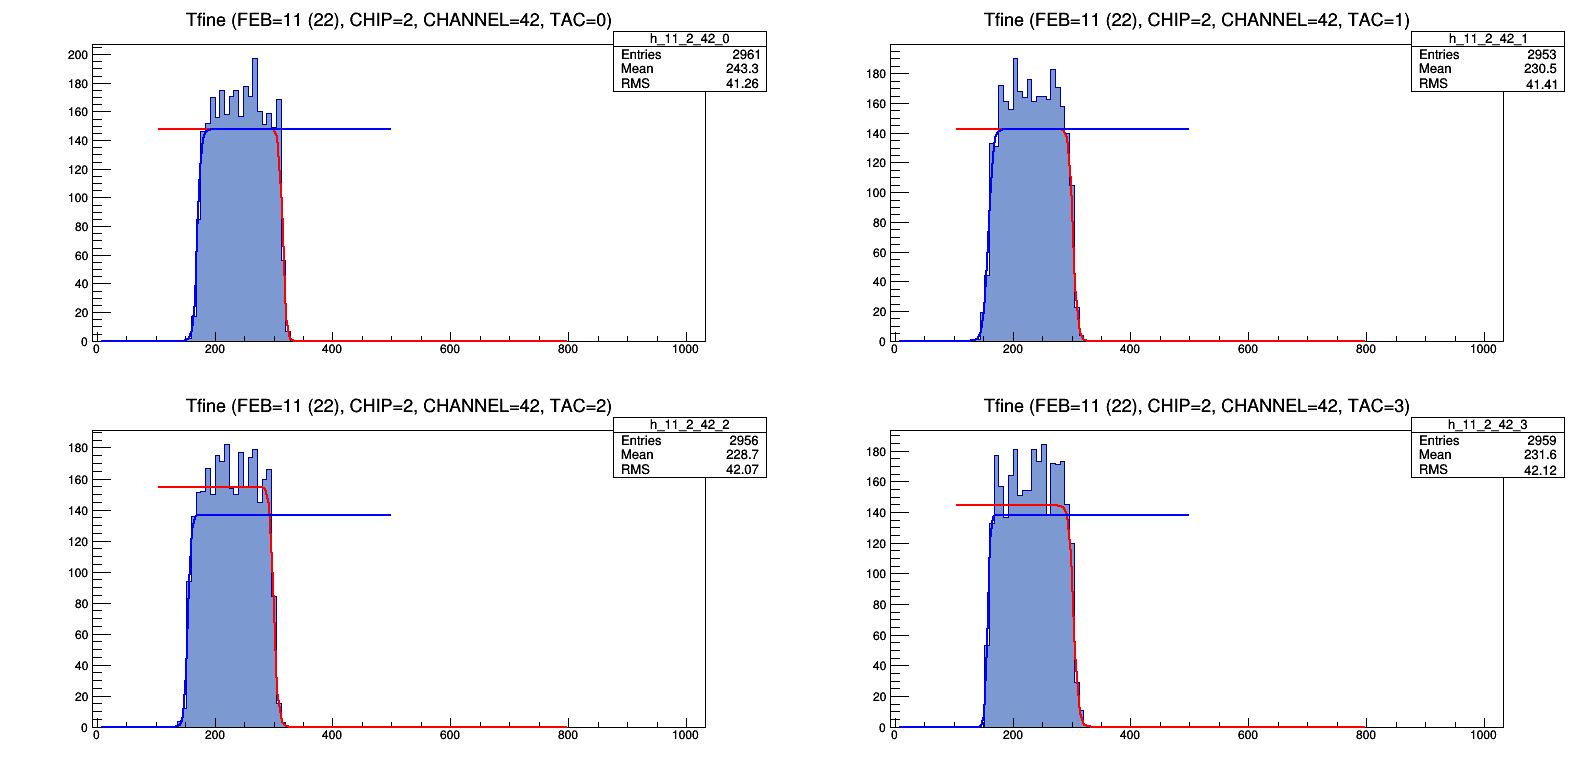 Tfine (FEB=11 (22), CHIP=2, CHANNEL=42, TAC=0)
h_11_2_42_0
Entries 2961
Mean 243.3
RMS 41.26
200
180
160
140
120
100
80
60
40
20
0
0 200 400 600 800 1000
Tfine (FEB=11 (22), CHIP=2, CHANNEL=42, TAC=1)
h_11_2_42_1
Entries 2953
Mean 230.5
RMS 41.41
180
160
140
120
100
80
60
40
20
0
0 200 400 600 800 1000
Tfine (FEB=11 (22), CHIP=2, CHANNEL=42, TAC=2)
h_11_2_42_2
Entries 2956
Mean 228.7
RMS 42.07
180
160
140
120
100
80
60
40
20
0
0 200 400 600 800 1000
Tfine (FEB=11 (22), CHIP=2, CHANNEL=42, TAC=3)
h_11_2_42_3
Entries 2959
Mean 231.6
RMS 42.12
180
160
140
120
100
80
60
40
20
0
0 200 400 600 800 1000